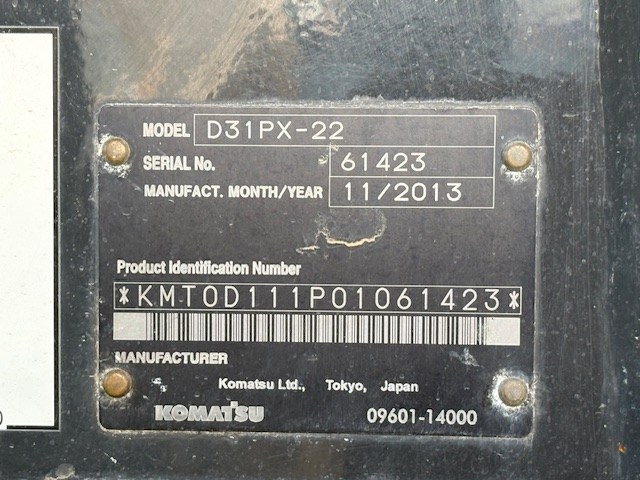 MODEL D31PX-22
SERIAL No. 61423
MANUFACT. MONTH/YEAR 11/2013
Product Identification Number
*KMT0D111P01061423*
MANUFACTURER
Komatsu Ltd., Tokyo, Japan
KOMATSU 09601-14000